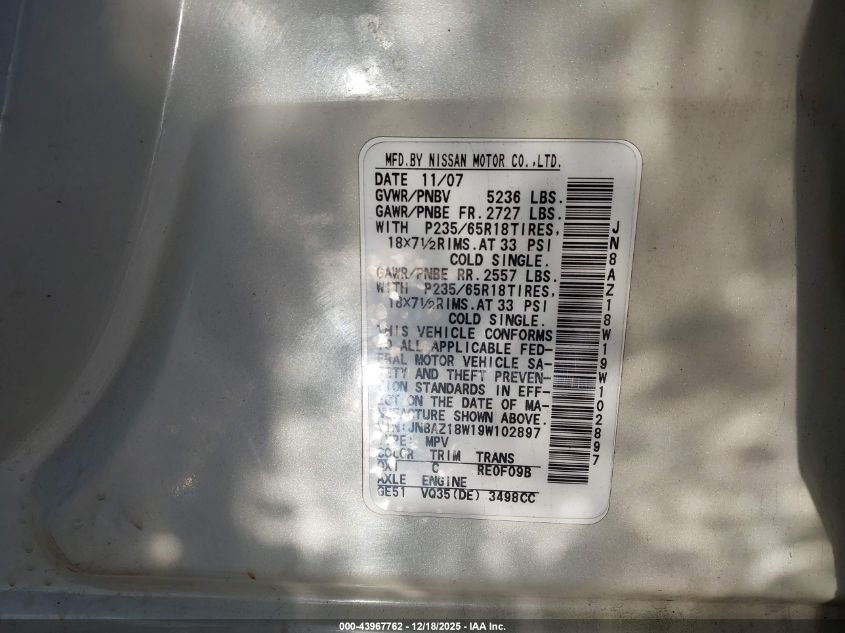 MFD.BY NISSAN MOTOR CO.,LTD.
DATE 11/07
GVWR/PNBV 5236 LBS.
GAWR/PNBE FR. 2727 LBS.
WITH P235/65R18TIRES,
18X7½RIMS.AT 33 PSI
COLD SINGLE.
GAWR/PNBE RR. 2557 LBS.
WITH P235/65R18TIRES,
18X7½RIMS.AT 33 PSI
COLD SINGLE.
THIS VEHICLE CONFORMS
TO ALL APPLICABLE FED-
ERAL MOTOR VEHICLE SA-
FETY AND THEFT PREVEN-
TION STANDARDS IN EFF-
ECT ON THE DATE OF MA-
NUFACTURE SHOWN ABOVE.
VIN:JN8AZ18W19W102897
TYPE: MPV
COLOR TRIM TRANS
QX1 C RE0F09B
AXLE ENGINE
GE51 VQ35(DE) 3498CC
JN8AZ18W19W102897
000-43967762 - 12/18/2025 - IAA Inc.